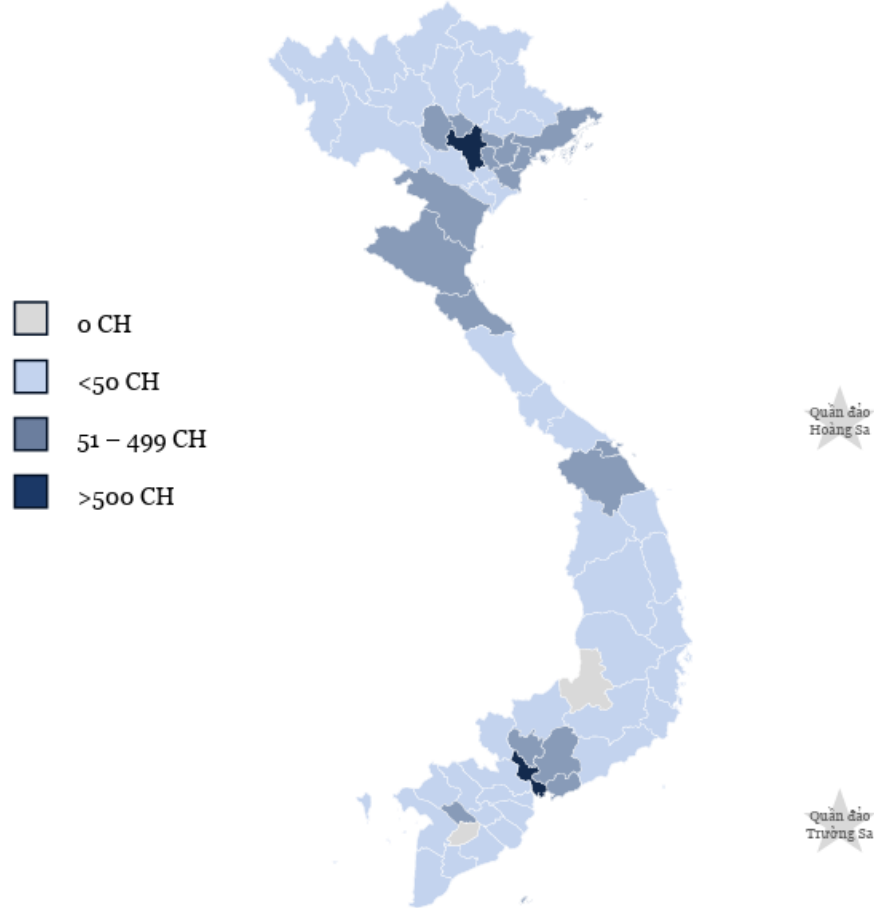 0 CH
<50 CH
51 – 499 CH
>500 CH
Quần đảo
Hoàng Sa
Quần đảo
Trường Sa